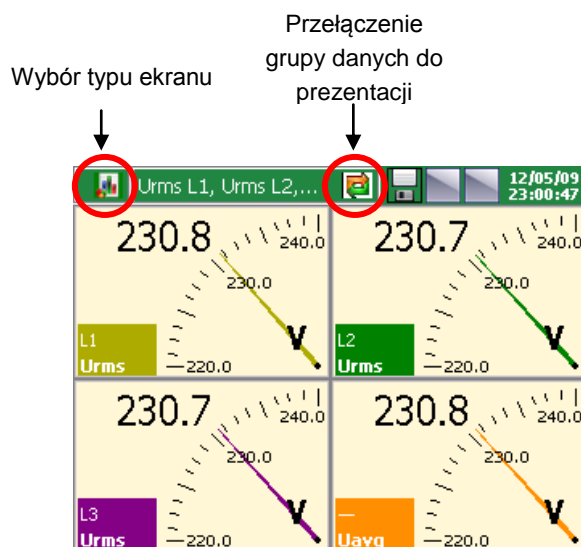 Przełączenie
grupy danych do
prezentacji
Wybór typu ekranu
Urms L1, Urms L2,...
12/05/09
23:00:47
230.8
240.0
230.0
L1
Urms
V
220.0
230.7
240.0
230.0
L2
Urms
V
220.0
230.7
240.0
230.0
L3
Urms
V
220.0
230.8
240.0
230.0
—
Uavg
V
220.0